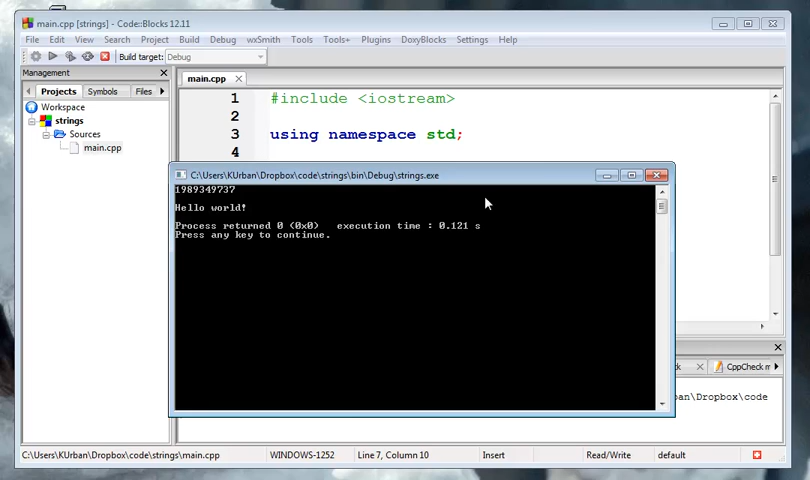 main.cpp [strings] - Code::Blocks 12.11
File Edit View Search Project Build Debug wxSmith Tools Tools+ Plugins DoxyBlocks Settings Help
Build target: Debug
Management
Projects Symbols Files
main.cpp
Workspace
strings
Sources
main.cpp
1 #include <iostream>
2
3 using namespace std;
4
C:\Users\KUrban\Dropbox\code\strings\bin\Debug\strings.exe
1989349737
Hello world!
Process returned 0 (0x0) execution time : 0.121 s
Press any key to continue.
CppCheck m
ban\Dropbox\code
C:\Users\KUrban\Dropbox\code\strings\main.cpp WINDOWS-1252 Line 7, Column 10 Insert Read/Write default